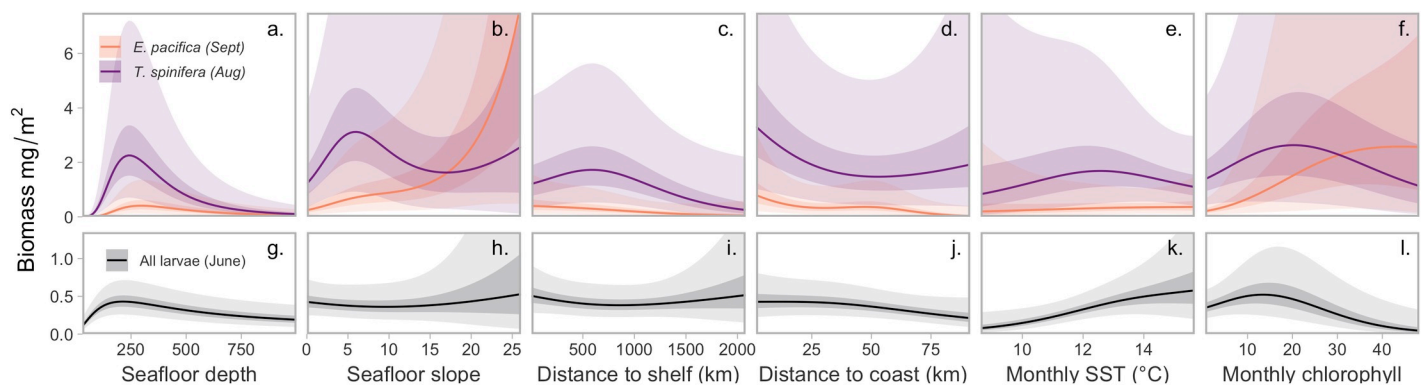 a. b. c. d. e. f.
E. pacifica (Sept)
T. spinifera (Aug)
6
4
2
0
Biomass mg/m²
g. h. i. j. k. l.
All larvae (June)
1.0
0.5
0.0
250 500 750 0 5 10 15 20 25 500 1000 1500 2000 25 50 75 10 12 14 10 20 30 40
Seafloor depth Seafloor slope Distance to shelf (km) Distance to coast (km) Monthly SST (°C) Monthly chlorophyll